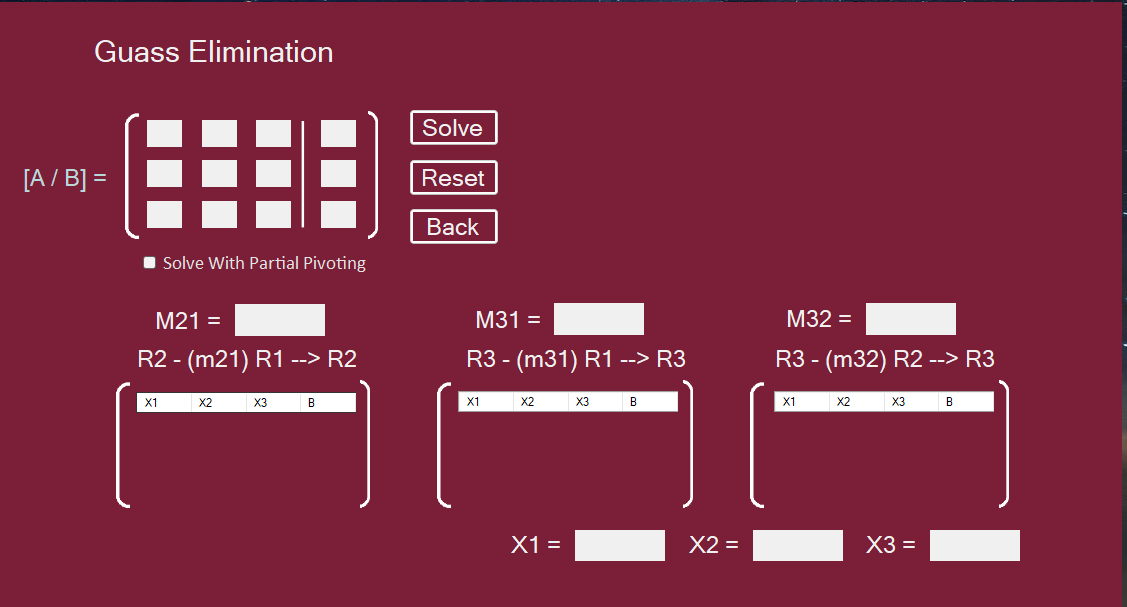 Guass Elimination
Solve
[A / B] =
Reset
Back
Solve With Partial Pivoting
M21 =
M31 =
M32 =
R2 - (m21) R1 --> R2
R3 - (m31) R1 --> R3
R3 - (m32) R2 --> R3
X1 X2 X3 B
X1 X2 X3 B
X1 X2 X3 B
X1 =
X2 =
X3 =